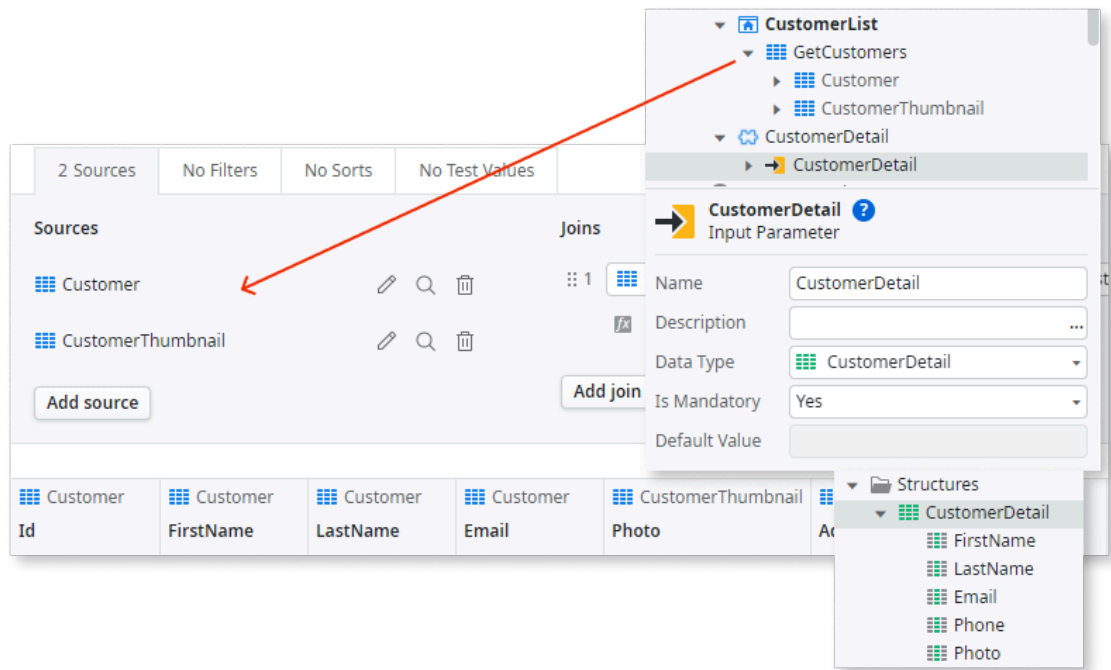 CustomerList
GetCustomers
Customer
CustomerThumbnail
CustomerDetail
CustomerDetail
2 Sources No Filters No Sorts No Test Values
Sources Joins
Customer 1
CustomerThumbnail fx
Add source Add join
CustomerDetail ?
Input Parameter
Name CustomerDetail
Description ...
Data Type CustomerDetail
Is Mandatory Yes
Default Value
Customer Customer Customer Customer CustomerThumbnail
Id FirstName LastName Email Photo
Structures
CustomerDetail
FirstName
LastName
Email
Phone
Photo